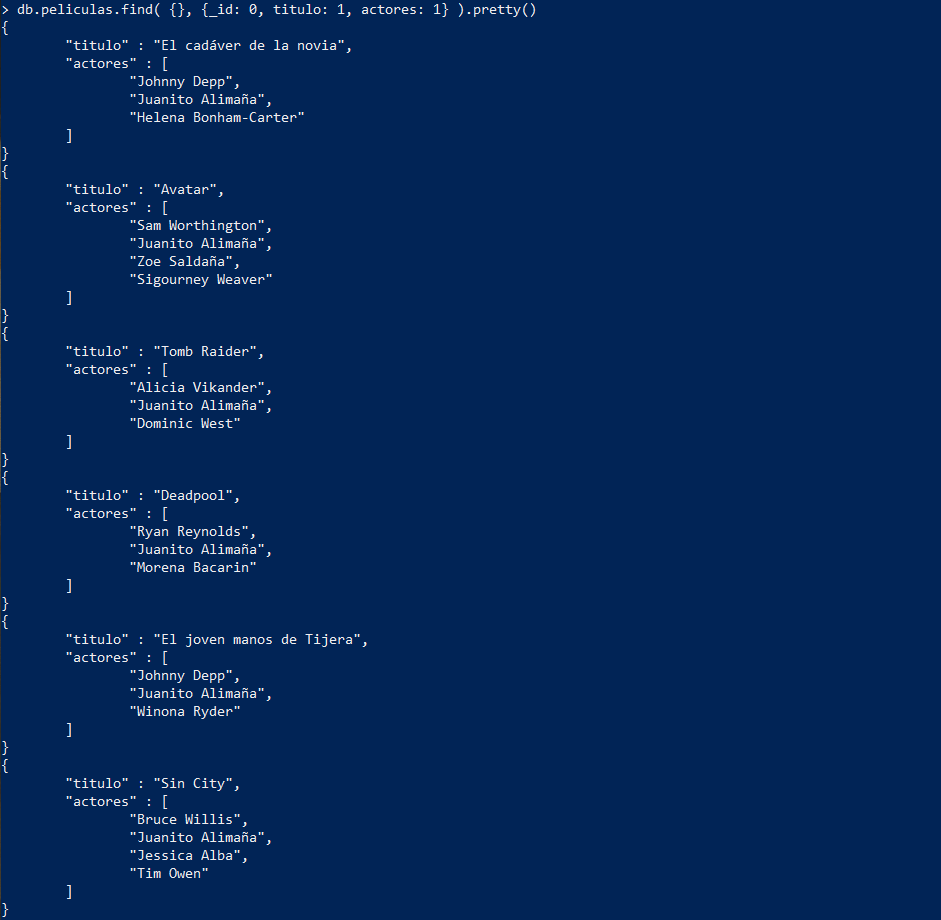 > db.peliculas.find( {}, {_id: 0, titulo: 1, actores: 1} ).pretty()
{
        "titulo" : "El cadáver de la novia",
        "actores" : [
                "Johnny Depp",
                "Juanito Alimaña",
                "Helena Bonham-Carter"
        ]
}
{
        "titulo" : "Avatar",
        "actores" : [
                "Sam Worthington",
                "Juanito Alimaña",
                "Zoe Saldaña",
                "Sigourney Weaver"
        ]
}
{
        "titulo" : "Tomb Raider",
        "actores" : [
                "Alicia Vikander",
                "Juanito Alimaña",
                "Dominic West"
        ]
}
{
        "titulo" : "Deadpool",
        "actores" : [
                "Ryan Reynolds",
                "Juanito Alimaña",
                "Morena Bacarin"
        ]
}
{
        "titulo" : "El joven manos de Tijera",
        "actores" : [
                "Johnny Depp",
                "Juanito Alimaña",
                "Winona Ryder"
        ]
}
{
        "titulo" : "Sin City",
        "actores" : [
                "Bruce Willis",
                "Juanito Alimaña",
                "Jessica Alba",
                "Tim Owen"
        ]
}